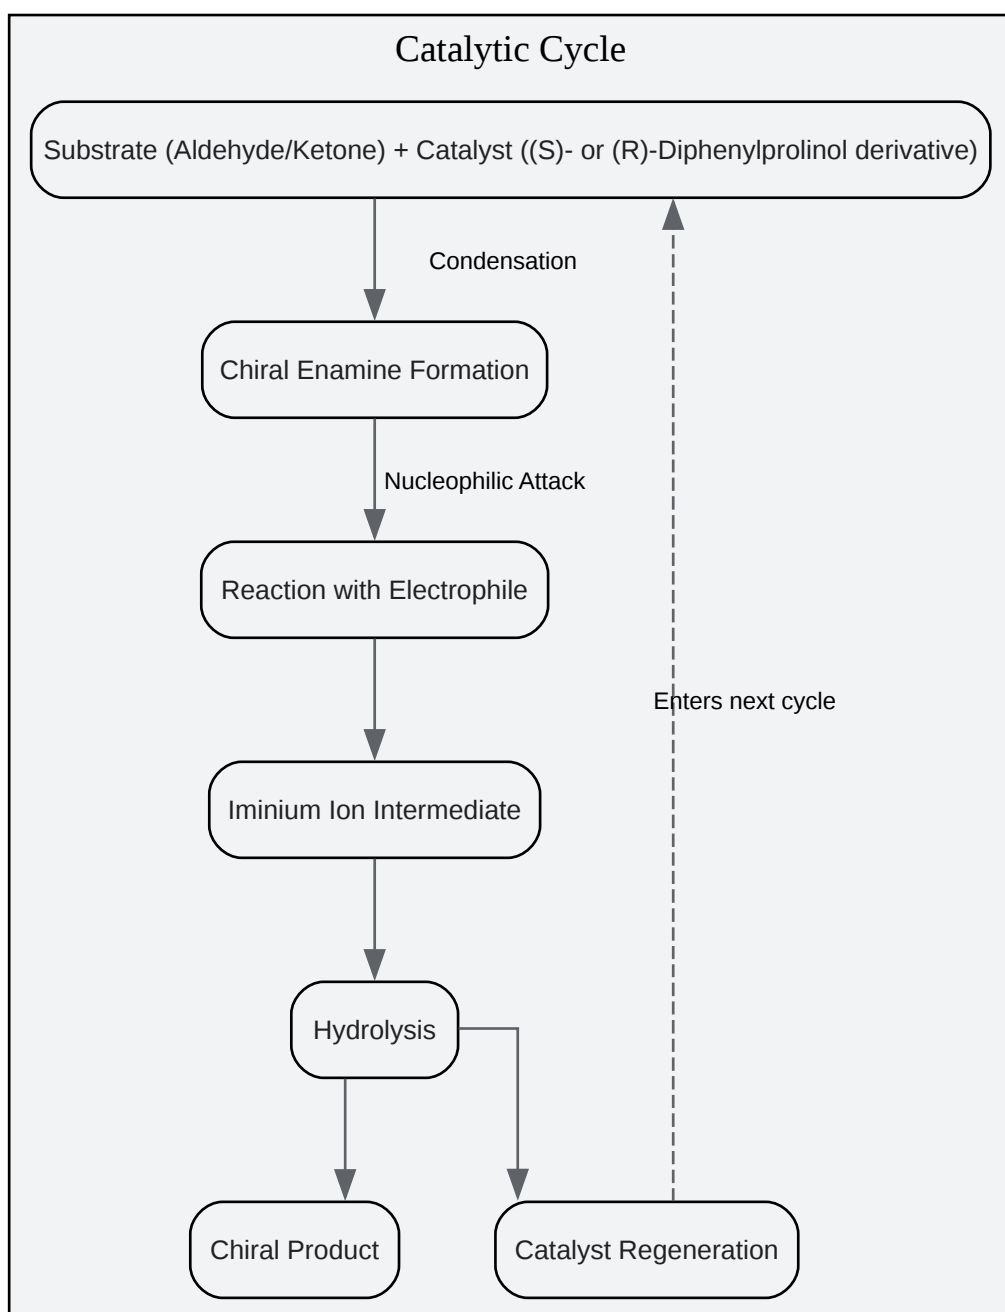 Catalytic Cycle
Substrate (Aldehyde/Ketone) + Catalyst ((S)- or (R)-Diphenylprolinol derivative)
Condensation
Chiral Enamine Formation
Nucleophilic Attack
Reaction with Electrophile
Enters next cycle
Iminium Ion Intermediate
Hydrolysis
Chiral Product
Catalyst Regeneration